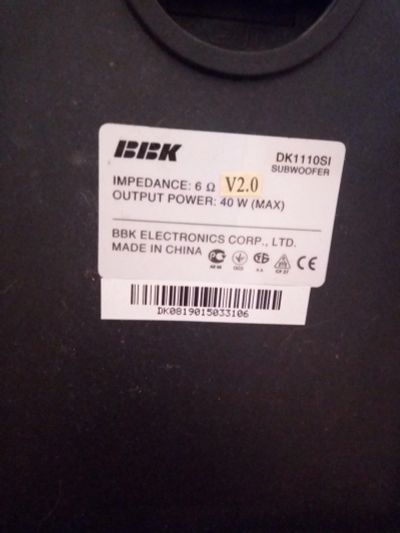 BBK
DK1110SI
SUBWOOFER
IMPEDANCE: 6 Ω V2.0
OUTPUT POWER: 40 W (MAX)
BBK ELECTRONICS CORP., LTD.
MADE IN CHINA
CE
DK0819015033106